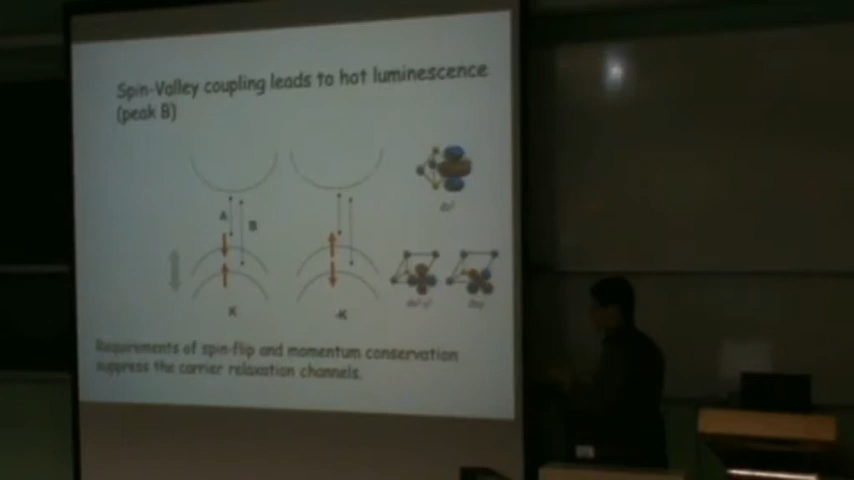 Spin-Valley coupling leads to hot luminescence
(peak B)
A
B
K
-K
Requirements of spin-flip and momentum conservation
suppress the carrier relaxation channels.